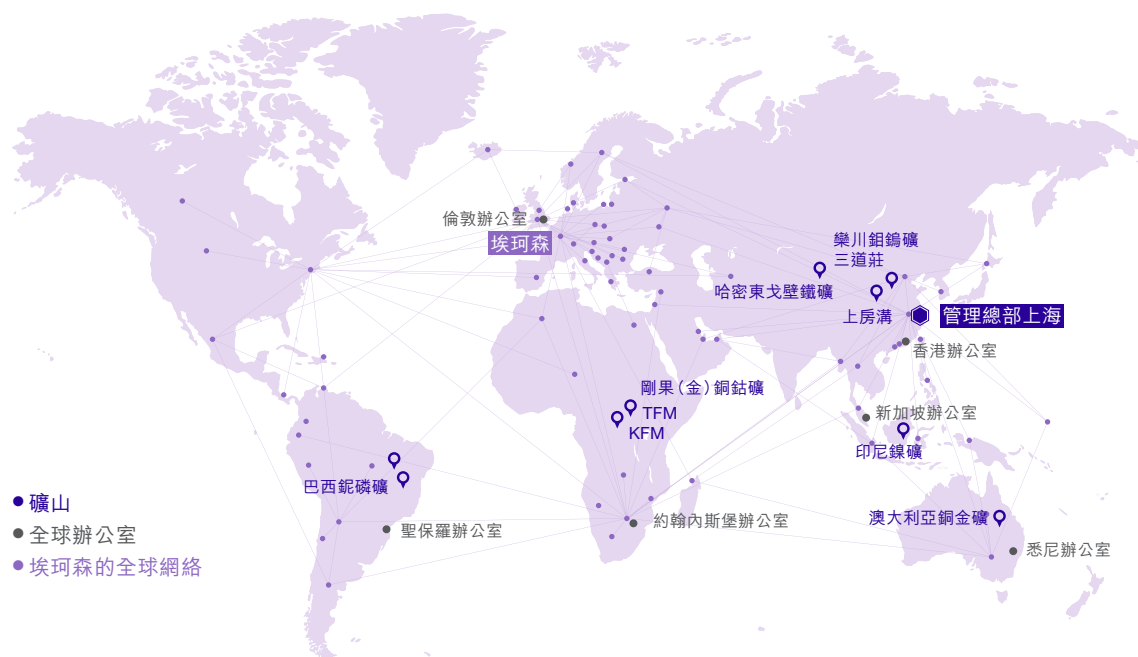 倫敦辦公室
埃珂森
欒川鉬鎢礦
三道莊
哈密東戈壁鐵礦
上房溝
管理總部上海
香港辦公室
剛果（金）銅鈷礦
TFM
KFM
新加坡辦公室
印尼鎳礦
巴西鈮磷礦
聖保羅辦公室
約翰內斯堡辦公室
澳大利亞銅金礦
悉尼辦公室
礦山
全球辦公室
埃珂森的全球網絡